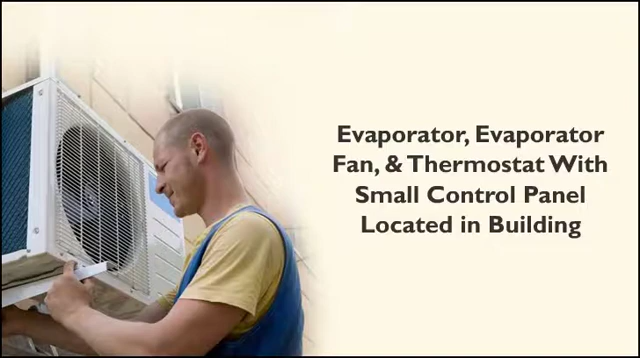 Evaporator, Evaporator
Fan, & Thermostat With
Small Control Panel
Located in Building